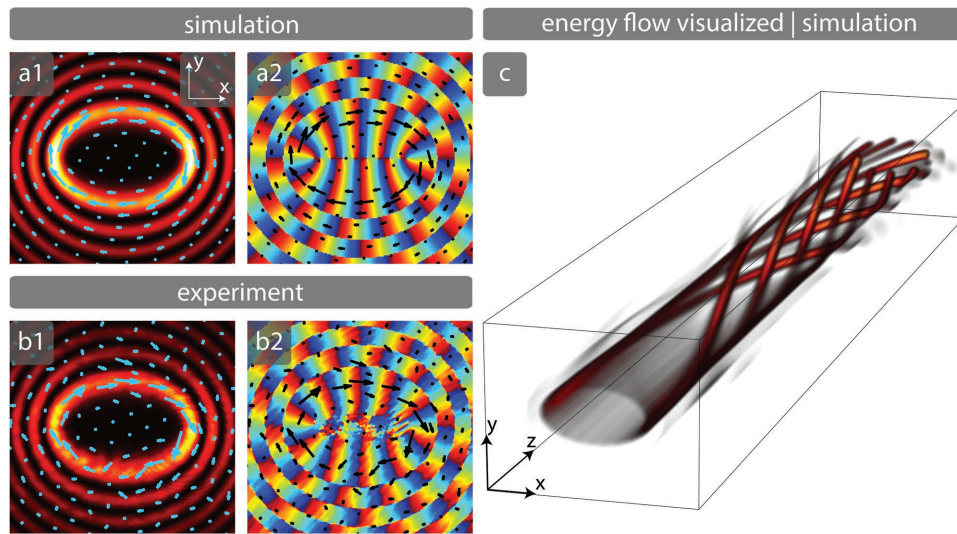 simulation
energy flow visualized | simulation
a1
y
x
a2
c
experiment
b1
b2
y
z
x